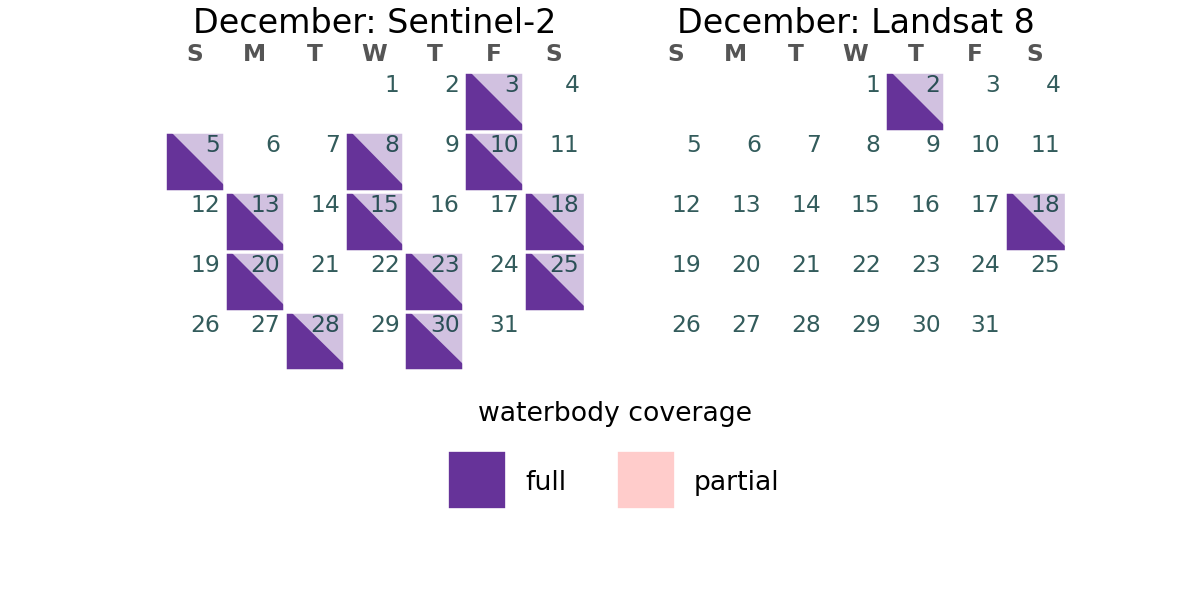 December: Sentinel-2
S M T W T F S
1 2 3 4
5 6 7 8 9 10 11
12 13 14 15 16 17 18
19 20 21 22 23 24 25
26 27 28 29 30 31
December: Landsat 8
S M T W T F S
1 2 3 4
5 6 7 8 9 10 11
12 13 14 15 16 17 18
19 20 21 22 23 24 25
26 27 28 29 30 31
waterbody coverage
full partial